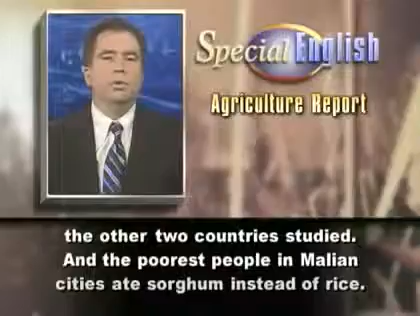 Special English
Agriculture Report
the other two countries studied.
And the poorest people in Malian
cities ate sorghum instead of rice.